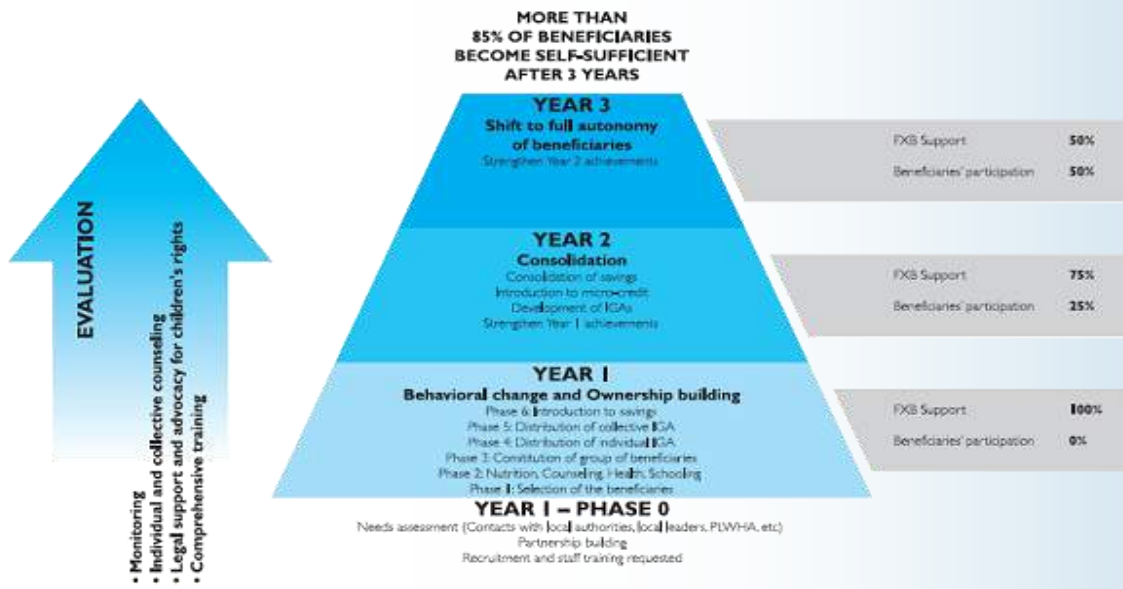 MORE THAN
85% OF BENEFICIARIES
BECOME SELF-SUFFICIENT
AFTER 3 YEARS
YEAR 3
Shift to full autonomy
of beneficiaries
Strengthen Year 2 achievements
FXB Support 50%
Beneficiaries' participation 50%
YEAR 2
Consolidation
Consolidation of savings
Introduction to micro-credit
Development of IGAs
Strengthen Year 1 achievements
FXB Support 75%
Beneficiaries' participation 25%
YEAR 1
Behavioral change and Ownership building
Phase 6: Introduction to savings
Phase 5: Distribution of collective IGA
Phase 4: Distribution of individual IGA
Phase 3: Constitution of group of beneficiaries
Phase 2: Nutrition, Counseling, Health, Schooling
Phase 1: Selection of the beneficiaries
FXB Support 100%
Beneficiaries' participation 0%
YEAR 1 – PHASE 0
Needs assessment (Contacts with local authorities, local leaders, PLWHA, etc)
Partnership building
Recruitment and staff training requested
EVALUATION
• Monitoring
• Individual and collective counseling
• Legal support and advocacy for children's rights
• Comprehensive training